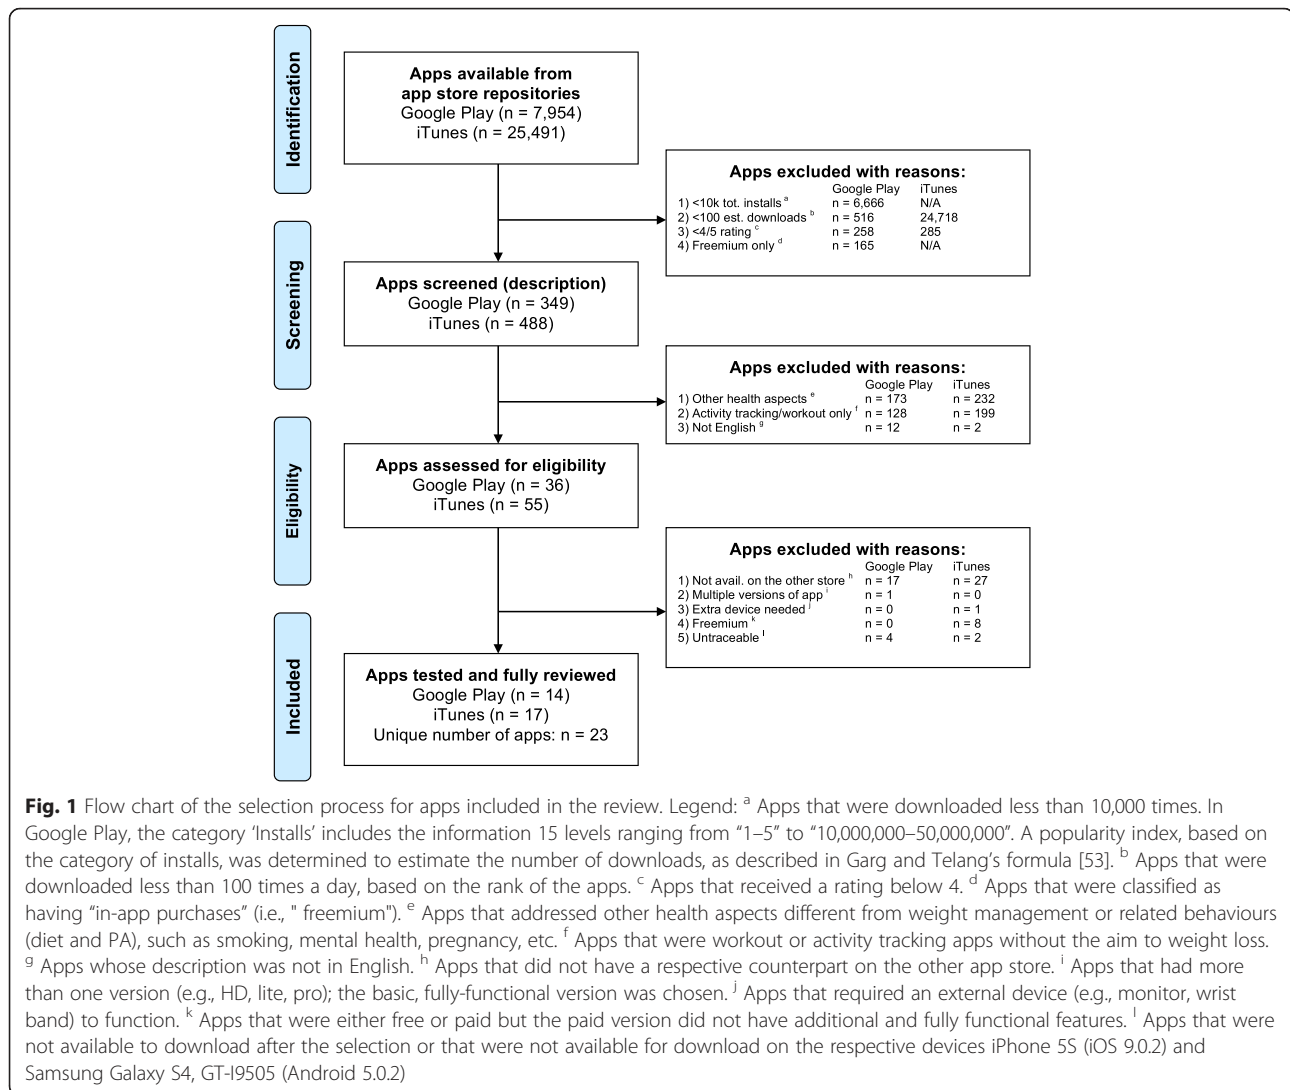 Identification
Apps available from
app store repositories
Google Play (n = 7,954)
iTunes (n = 25,491)
Apps excluded with reasons:
Google Play iTunes
1) <10k tot. installs a n = 6,666 N/A
2) <100 est. downloads b n = 516 24,718
3) <4/5 rating c n = 258 285
4) Freemium only d n = 165 N/A
Screening
Apps screened (description)
Google Play (n = 349)
iTunes (n = 488)
Apps excluded with reasons:
Google Play iTunes
1) Other health aspects e n = 173 n = 232
2) Activity tracking/workout only f n = 128 n = 199
3) Not English g n = 12 n = 2
Eligibility
Apps assessed for eligibility
Google Play (n = 36)
iTunes (n = 55)
Apps excluded with reasons:
Google Play iTunes
1) Not avail. on the other store h n = 17 n = 27
2) Multiple versions of app i n = 1 n = 0
3) Extra device needed j n = 0 n = 1
4) Freemium k n = 0 n = 8
5) Untraceable l n = 4 n = 2
Included
Apps tested and fully reviewed
Google Play (n = 14)
iTunes (n = 17)
Unique number of apps: n = 23
Fig. 1 Flow chart of the selection process for apps included in the review. Legend: a Apps that were downloaded less than 10,000 times. In
Google Play, the category ‘Installs’ includes the information 15 levels ranging from “1–5” to “10,000,000–50,000,000”. A popularity index, based on
the category of installs, was determined to estimate the number of downloads, as described in Garg and Telang’s formula [53]. b Apps that were
downloaded less than 100 times a day, based on the rank of the apps. c Apps that received a rating below 4. d Apps that were classified as
having “in-app purchases” (i.e., " freemium"). e Apps that addressed other health aspects different from weight management or related behaviours
(diet and PA), such as smoking, mental health, pregnancy, etc. f Apps that were workout or activity tracking apps without the aim to weight loss.
g Apps whose description was not in English. h Apps that did not have a respective counterpart on the other app store. i Apps that had more
than one version (e.g., HD, lite, pro); the basic, fully-functional version was chosen. j Apps that required an external device (e.g., monitor, wrist
band) to function. k Apps that were either free or paid but the paid version did not have additional and fully functional features. l Apps that were
not available to download after the selection or that were not available for download on the respective devices iPhone 5S (iOS 9.0.2) and
Samsung Galaxy S4, GT-I9505 (Android 5.0.2)